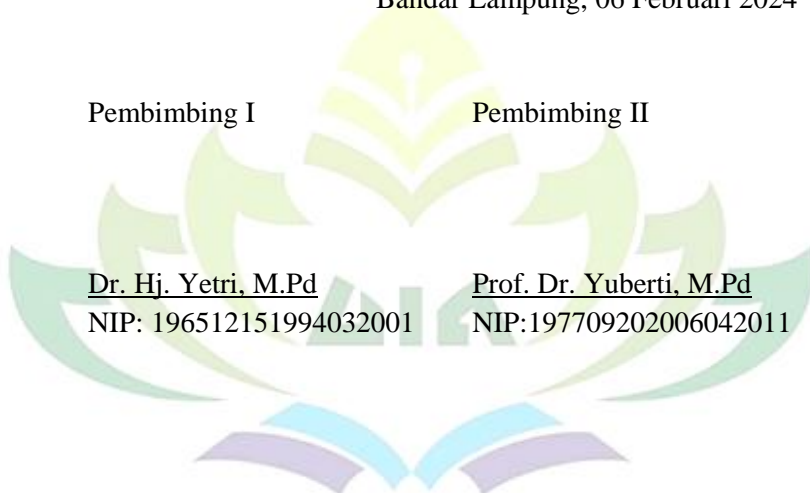 Bandar Lampung, 06 Februari 2024
Pembimbing I Pembimbing II
Dr. Hj. Yetri, M.Pd Prof. Dr. Yuberti, M.Pd
NIP: 196512151994032001 NIP:197709202006042011